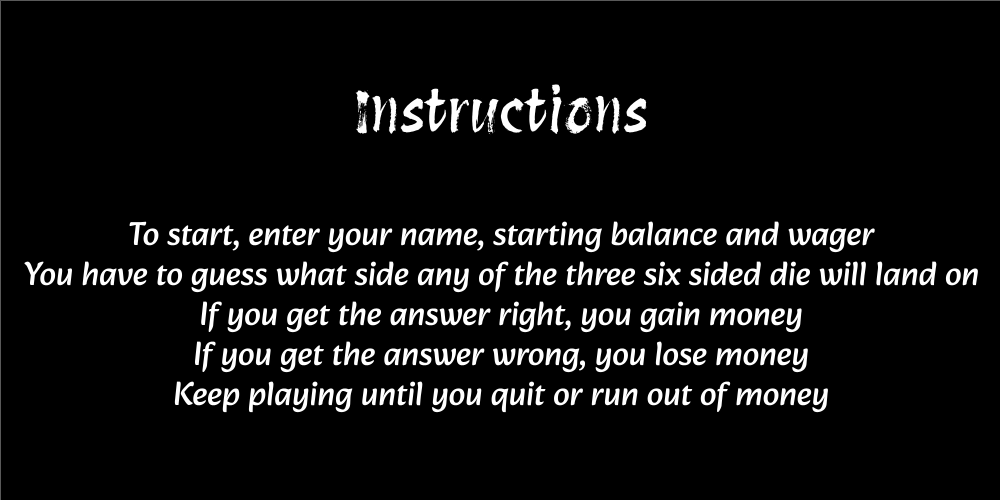 Instructions
To start, enter your name, starting balance and wager
You have to guess what side any of the three six sided die will land on
If you get the answer right, you gain money
If you get the answer wrong, you lose money
Keep playing until you quit or run out of money